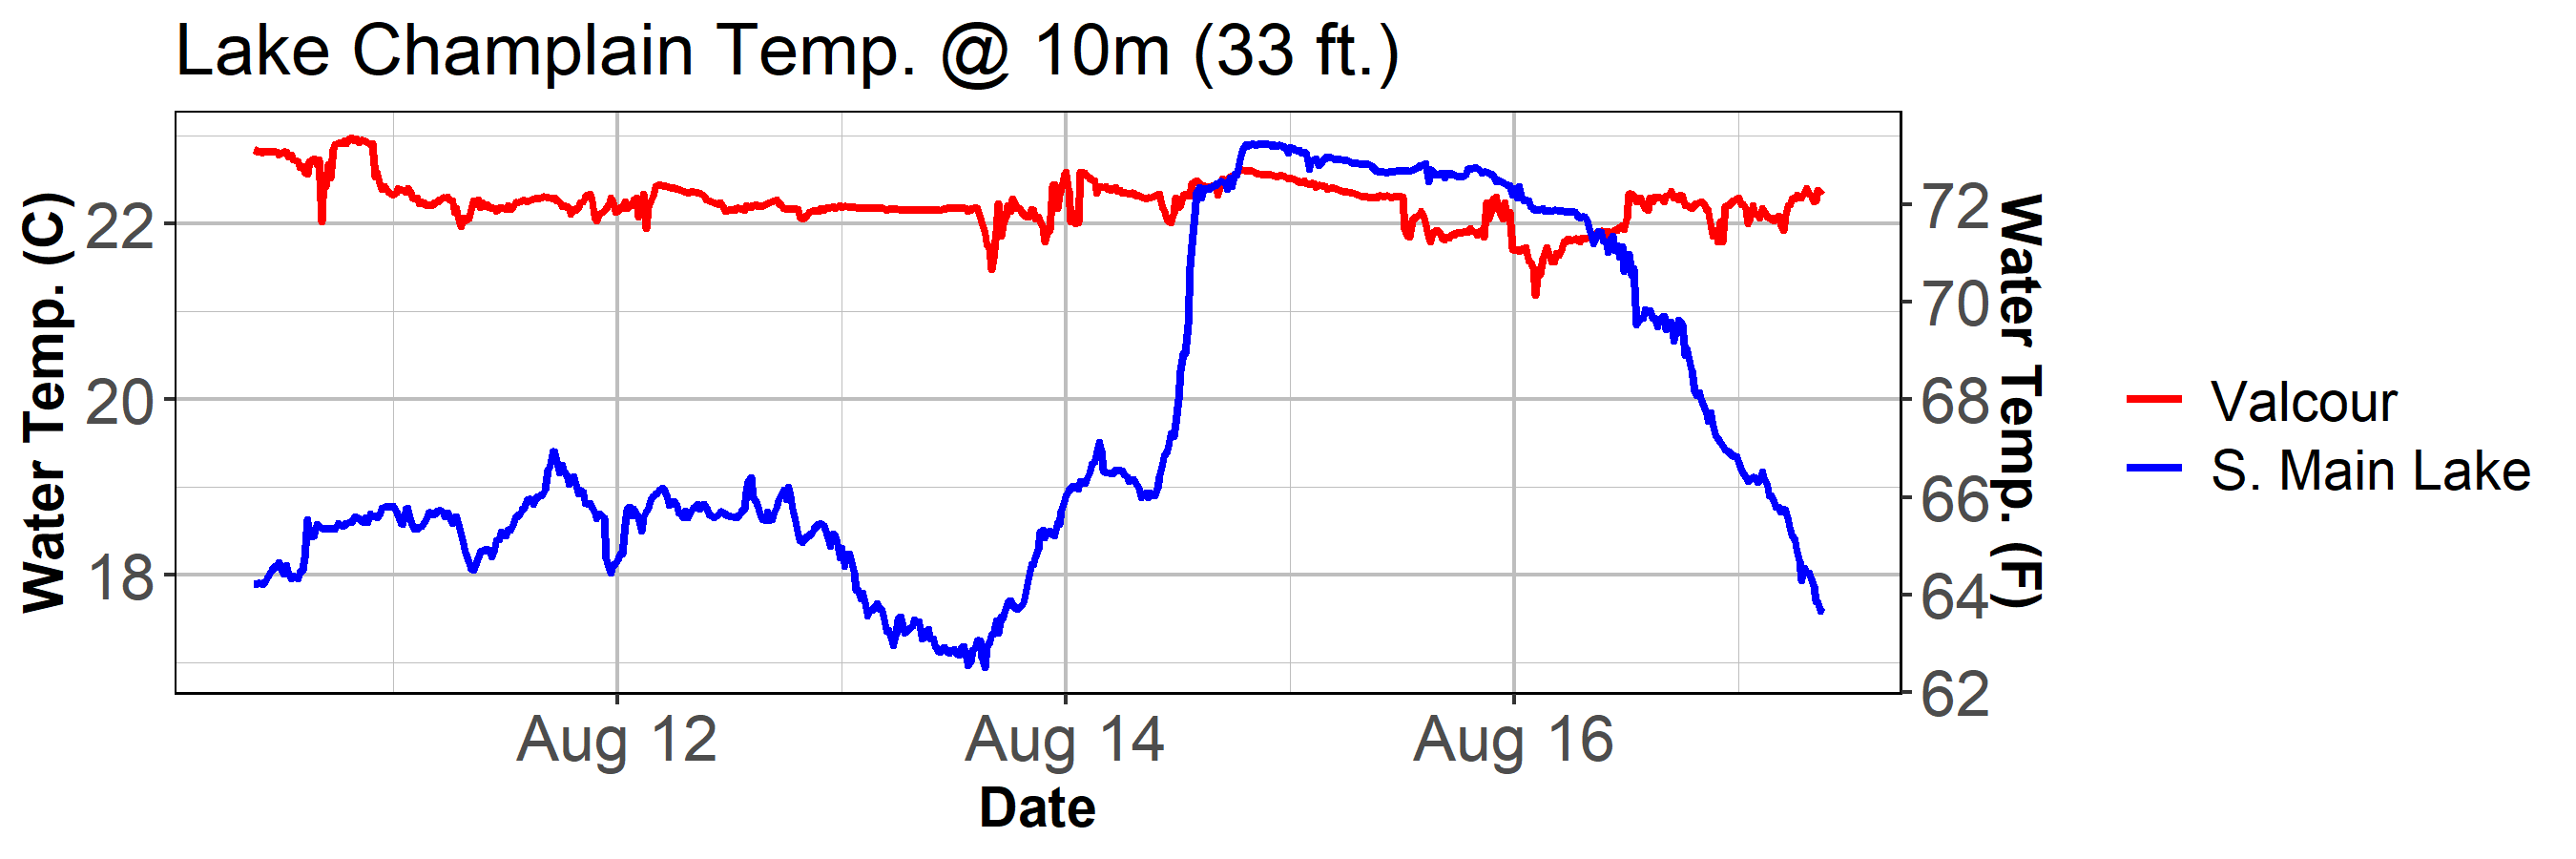 Lake Champlain Temp. @ 10m (33 ft.)
Water Temp. (C)
22
20
18
72
70
68
66
64
62
Water Temp. (F)
Aug 12
Aug 14
Aug 16
Date
Valcour
S. Main Lake